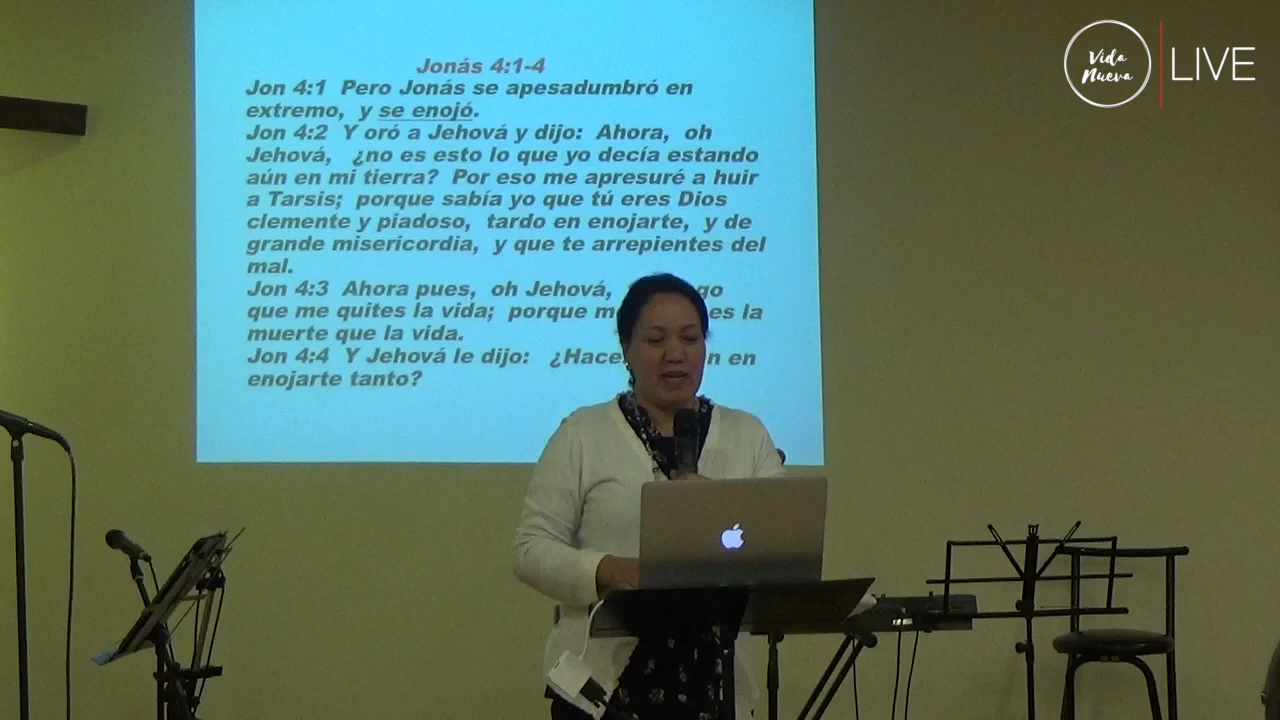 Jonás 4:1-4
Jon 4:1 Pero Jonás se apesadumbró en
extremo, y se enojó.
Jon 4:2 Y oró a Jehová y dijo: Ahora, oh
Jehová, ¿no es esto lo que yo decía estando
aún en mi tierra? Por eso me apresuré a huir
a Tarsis; porque sabía yo que tú eres Dios
clemente y piadoso, tardo en enojarte, y de
grande misericordia, y que te arrepientes del
mal.
Jon 4:3 Ahora pues, oh Jehová,
que me quites la vida; porque es la
muerte que la vida.
Jon 4:4 Y Jehová le dijo: en
enojarte tanto?
Vida
Nueva
LIVE